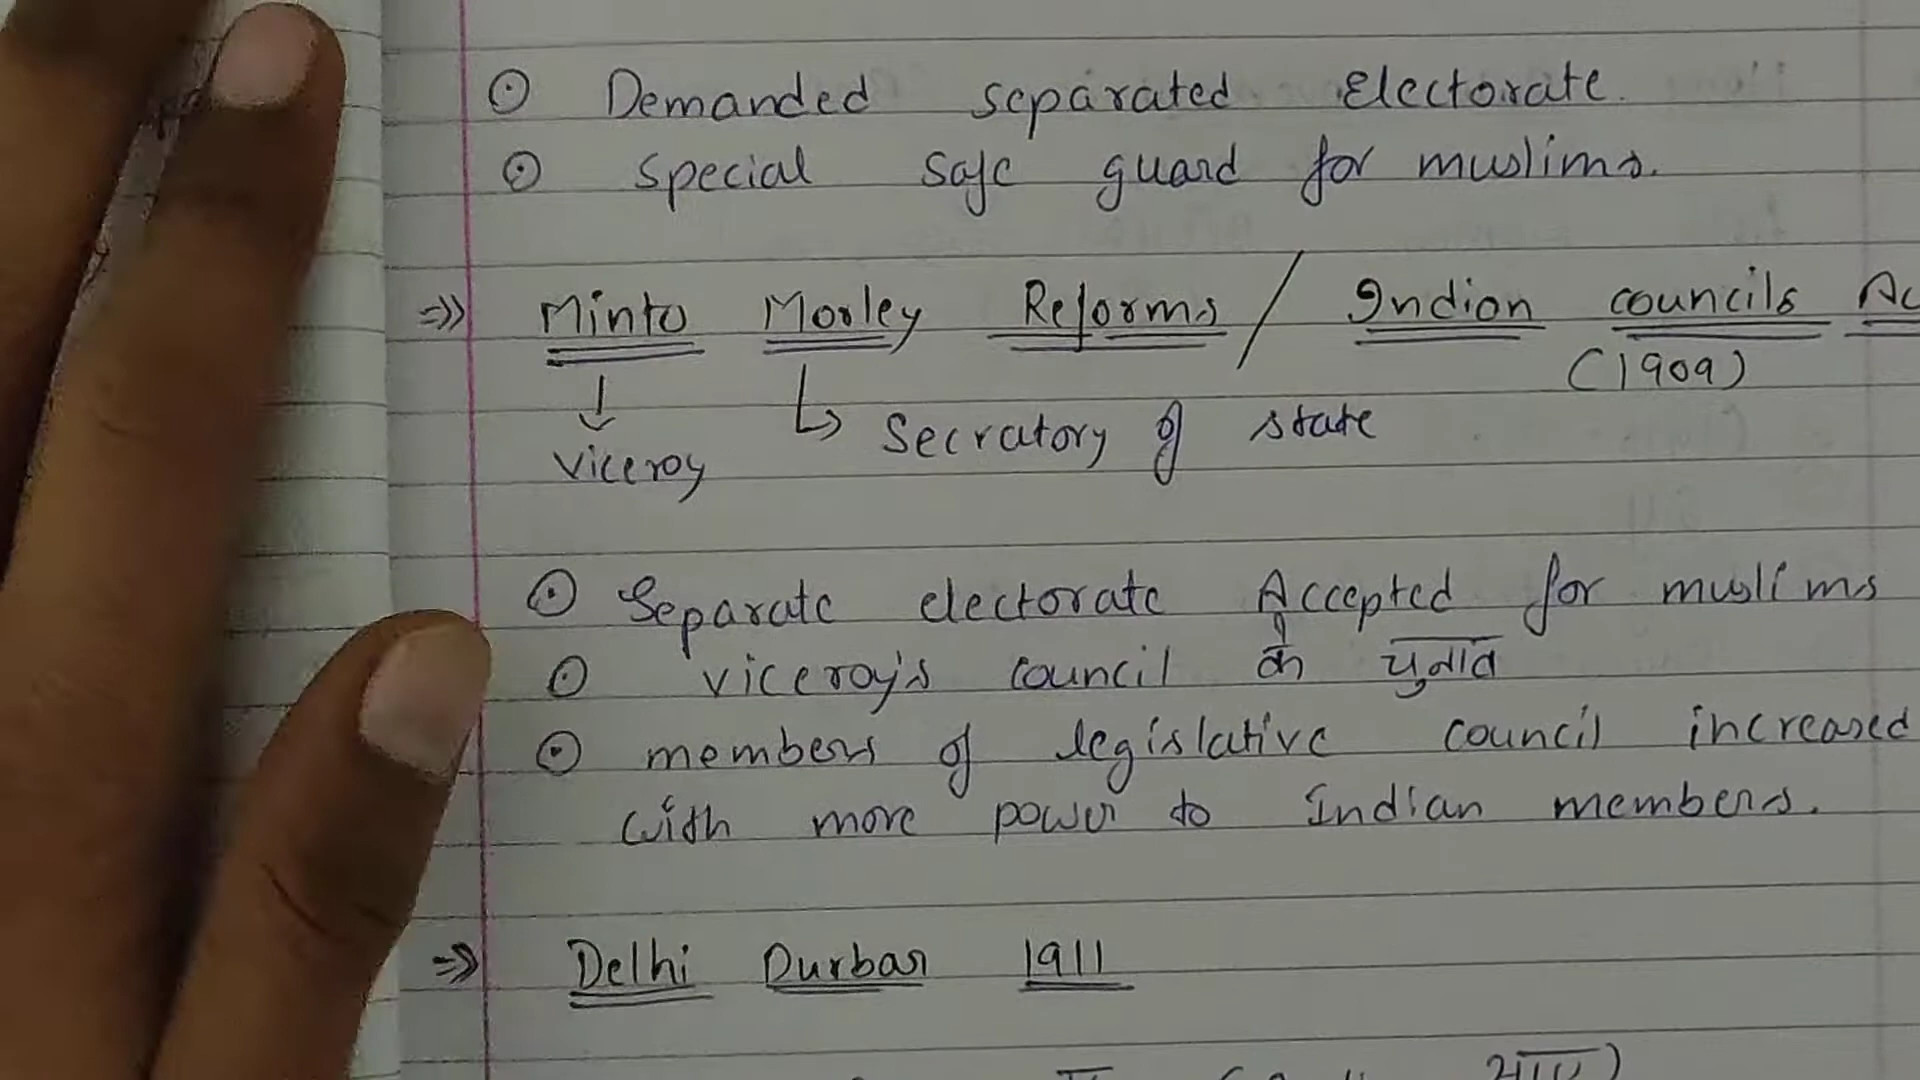 Demanded separated Electorate.
special safe guard for muslims.
⇒ Minto Morley Reforms / Indian councils
(1909)
↓ ↳ Secratory of state
viceroy
Separate electorate Accepted for muslims
viceroy's council के चुनाव
members of legislative council increased
with more power to Indian members.
⇒ Delhi Durbar 1911